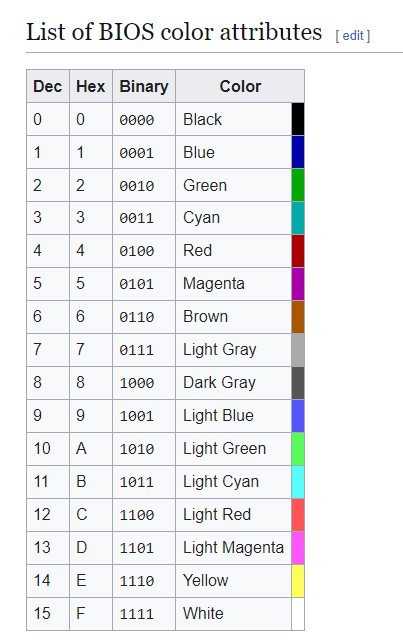 List of BIOS color attributes [ edit ]
Dec Hex Binary Color
0 0 0000 Black
1 1 0001 Blue
2 2 0010 Green
3 3 0011 Cyan
4 4 0100 Red
5 5 0101 Magenta
6 6 0110 Brown
7 7 0111 Light Gray
8 8 1000 Dark Gray
9 9 1001 Light Blue
10 A 1010 Light Green
11 B 1011 Light Cyan
12 C 1100 Light Red
13 D 1101 Light Magenta
14 E 1110 Yellow
15 F 1111 White